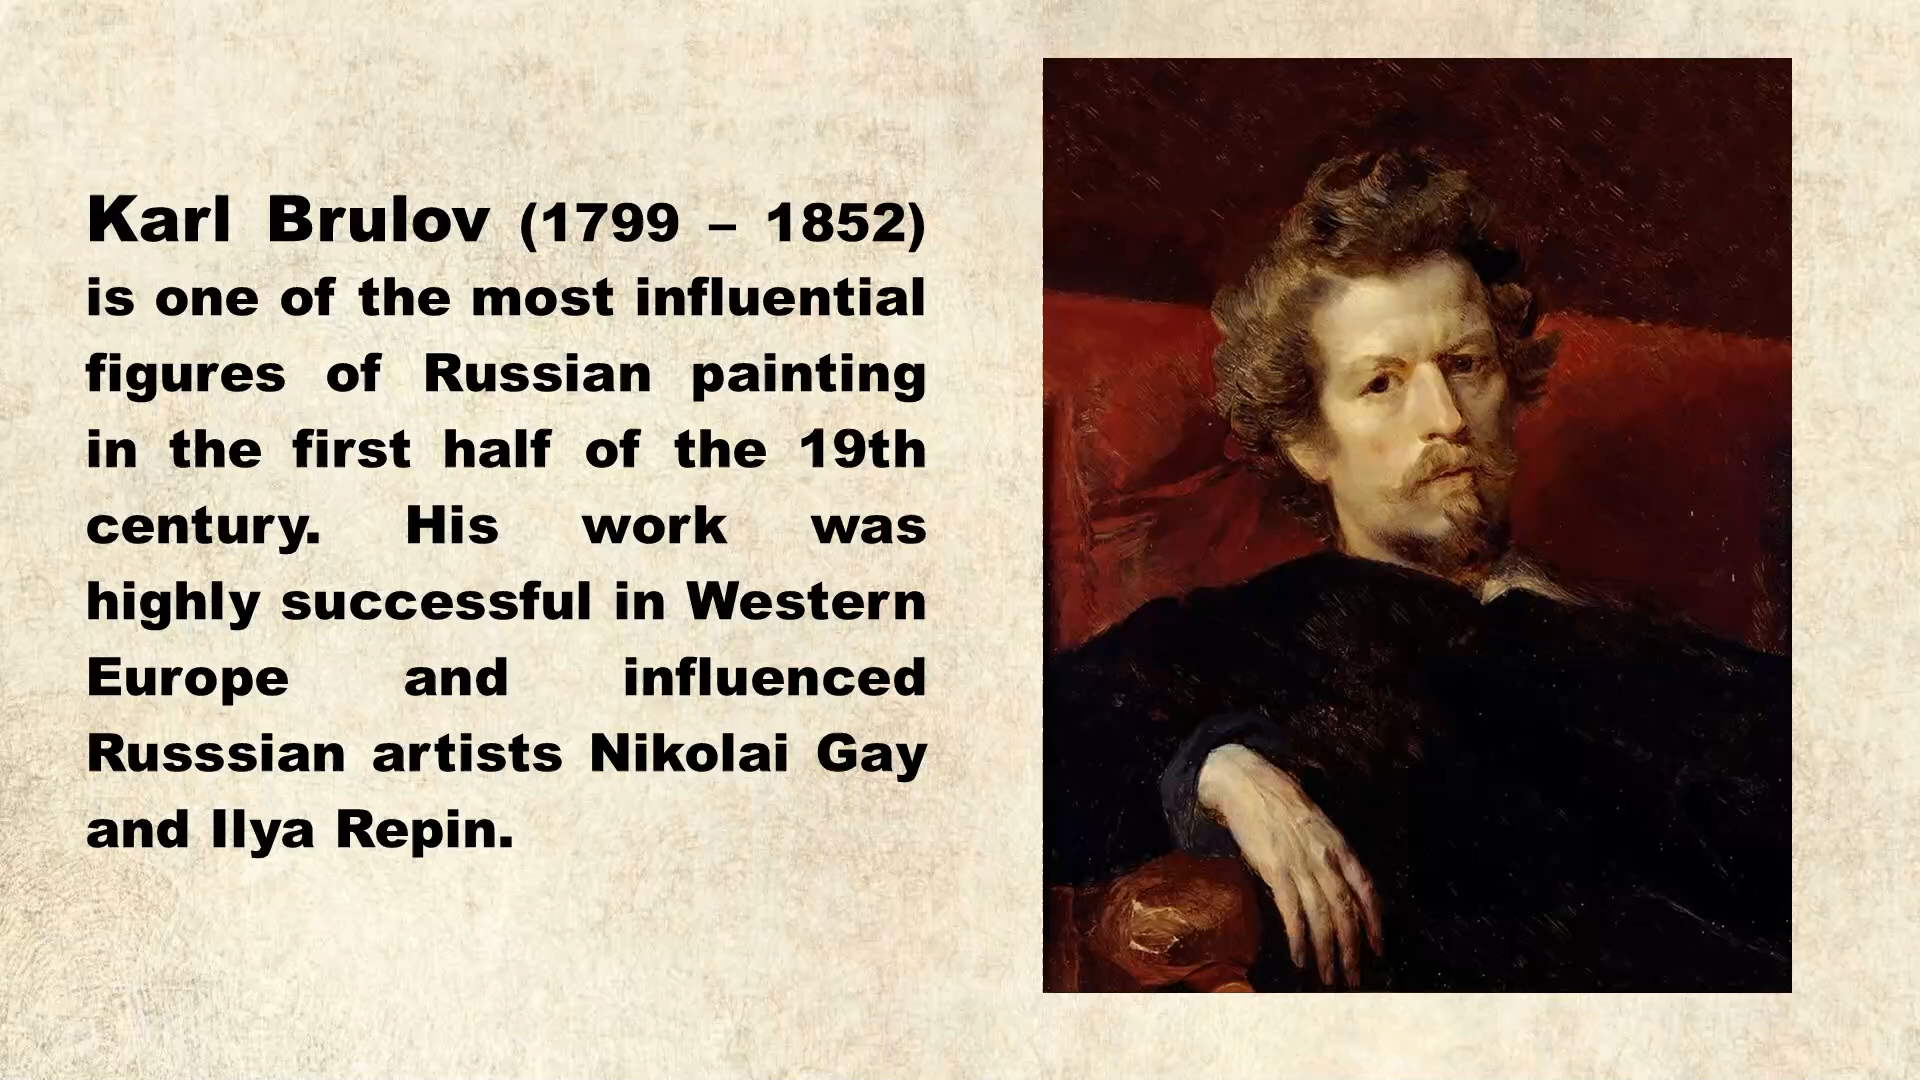 Karl Brulov (1799 – 1852)
is one of the most influential
figures of Russian painting
in the first half of the 19th
century. His work was
highly successful in Western
Europe and influenced
Russsian artists Nikolai Gay
and Ilya Repin.